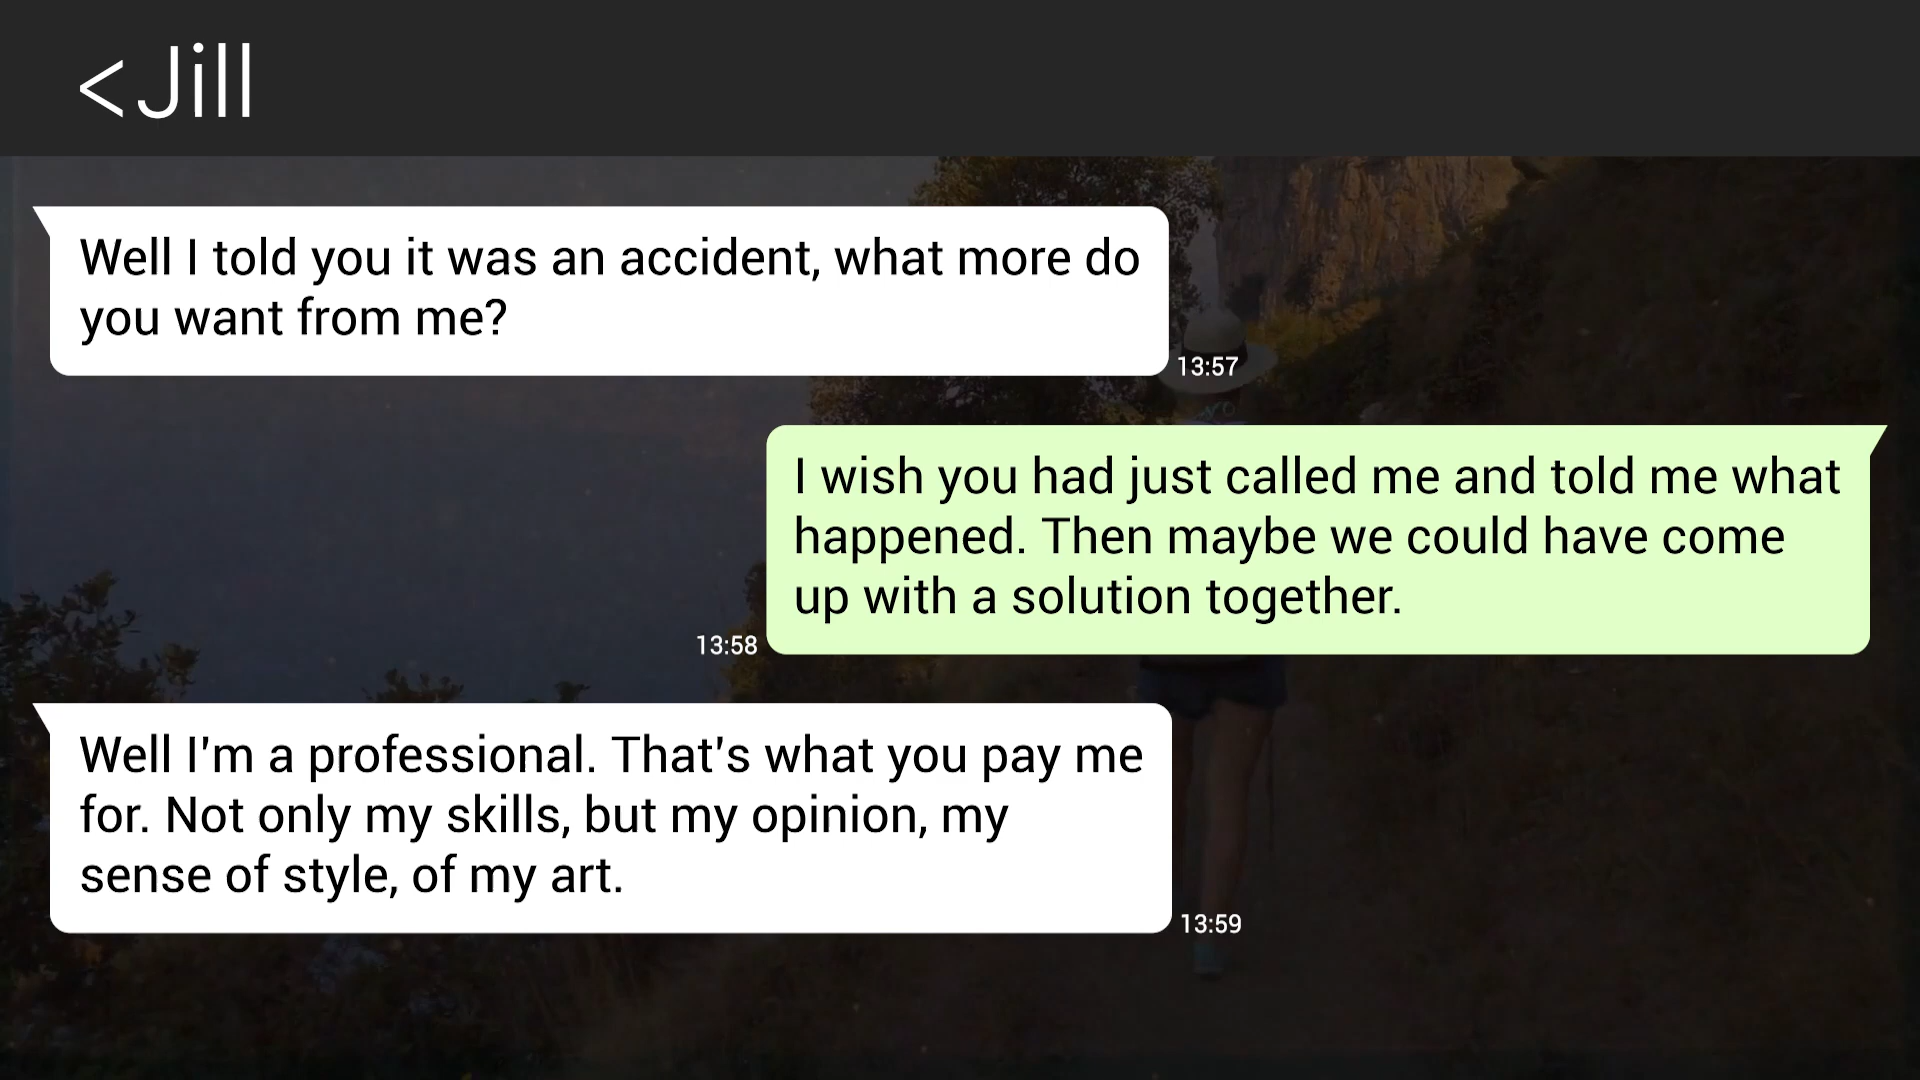 <Jill
Well I told you it was an accident, what more do
you want from me?
13:57
I wish you had just called me and told me what
happened. Then maybe we could have come
up with a solution together.
13:58
Well I'm a professional. That's what you pay me
for. Not only my skills, but my opinion, my
sense of style, of my art.
13:59